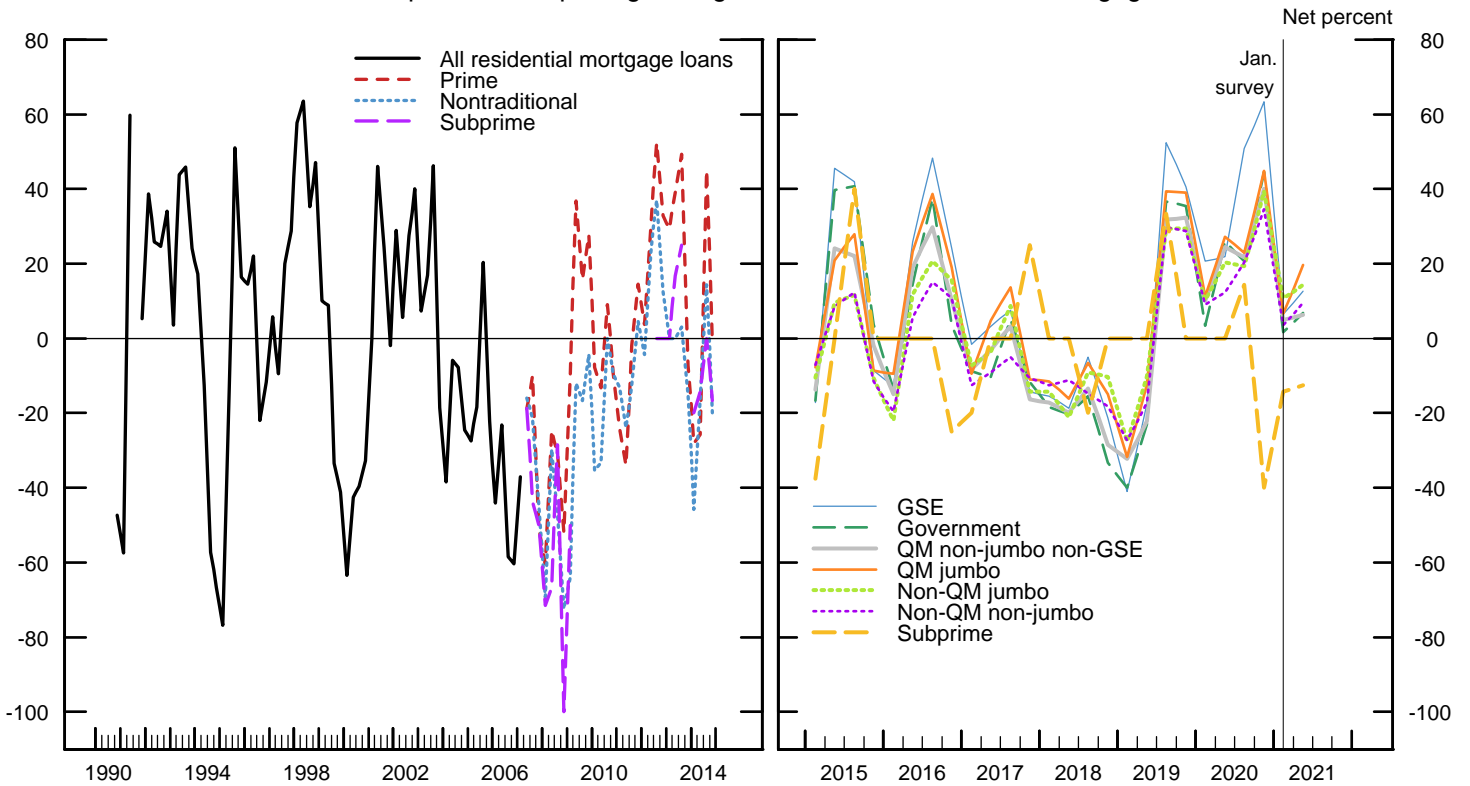 Net percent
80
60
40
20
0
-20
-40
-60
-80
-100
All residential mortgage loans
Prime
Nontraditional
Subprime
1990 1994 1998 2002 2006 2010 2014
Jan.
survey
GSE
Government
QM non-jumbo non-GSE
QM jumbo
Non-QM jumbo
Non-QM non-jumbo
Subprime
2015 2016 2017 2018 2019 2020 2021
80
60
40
20
0
-20
-40
-60
-80
-100